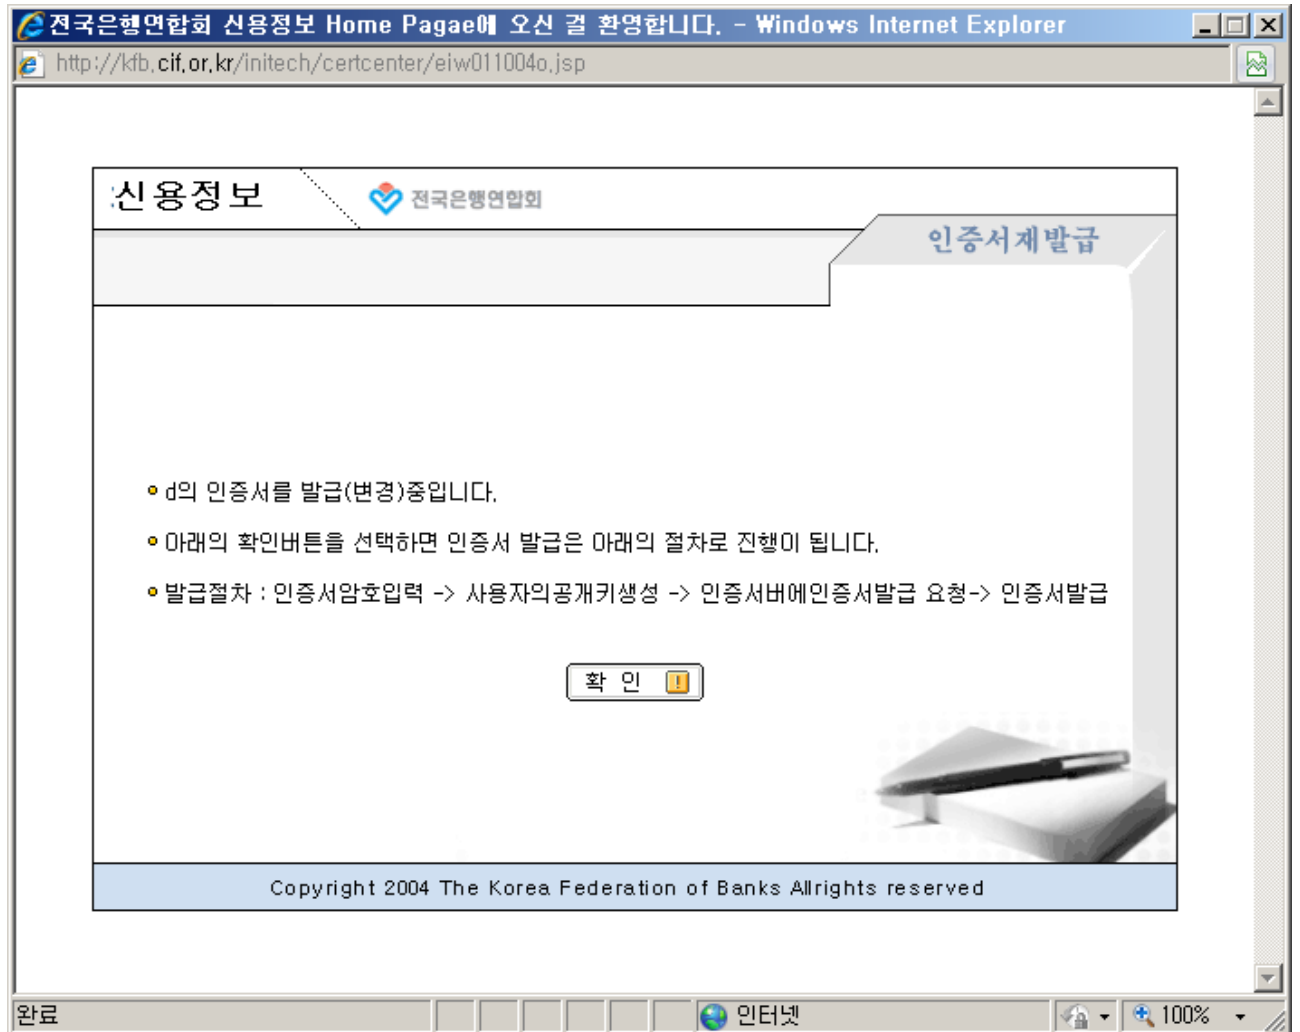 전국은행연합회 신용정보 Home Pagae에 오신 걸 환영합니다. - Windows Internet Explorer
http://kfb.cif.or.kr/initech/certcenter/eiw011004o.jsp
신용정보
전국은행연합회
인증서재발급
d의 인증서를 발급(변경)중입니다.
아래의 확인버튼을 선택하면 인증서 발급은 아래의 절차로 진행이 됩니다.
발급절차 : 인증서암호입력 -> 사용자의공개키생성 -> 인증서버에인증서발급 요청-> 인증서발급
확 인
Copyright 2004 The Korea Federation of Banks Allrights reserved
완료
인터넷
100%